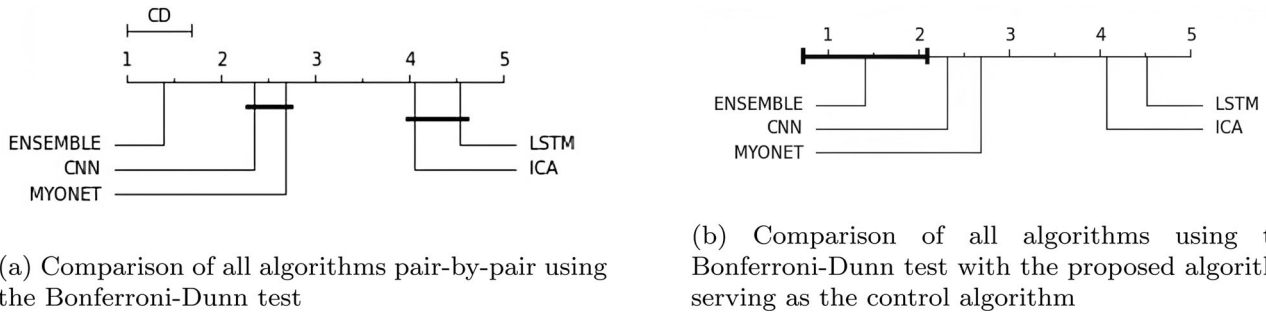 CD
1 2 3 4 5
ENSEMBLE LSTM
CNN ICA
MYONET
(a) Comparison of all algorithms pair-by-pair using
the Bonferroni-Dunn test
1 2 3 4 5
ENSEMBLE LSTM
CNN ICA
MYONET
(b) Comparison of all algorithms using
Bonferroni-Dunn test with the proposed
serving as the control algorithm